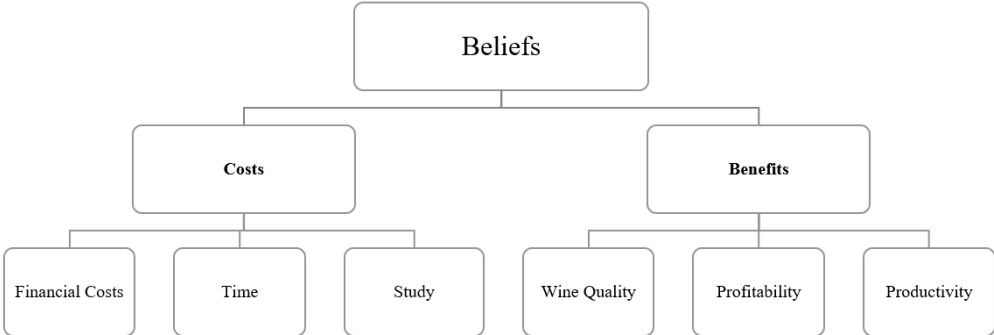 Beliefs
Costs
Benefits
Financial Costs
Time
Study
Wine Quality
Profitability
Productivity